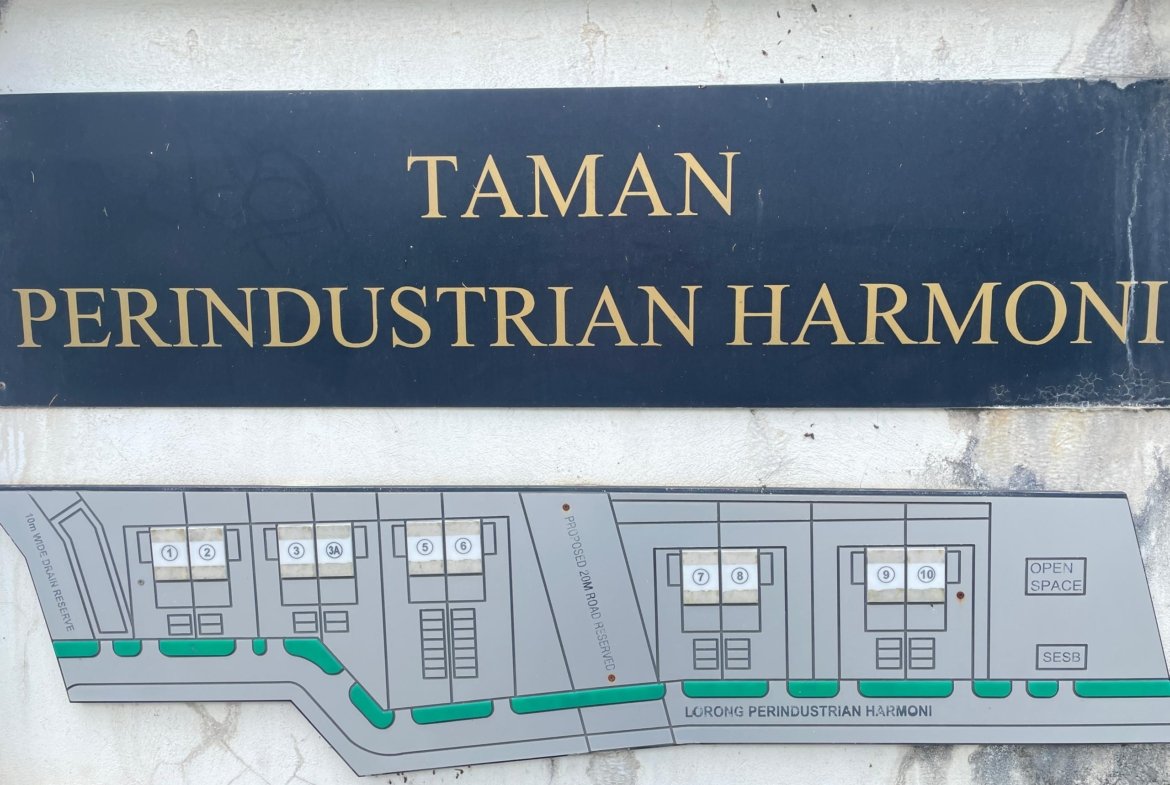 TAMAN
PERINDUSTRIAN HARMONI
10m WIDE DRAIN RESERVE
1 2
3 3A
5 6
PROPOSED 20M ROAD RESERVED
7 8
9 10
OPEN
SPACE
SESB
LORONG PERINDUSTRIAN HARMONI